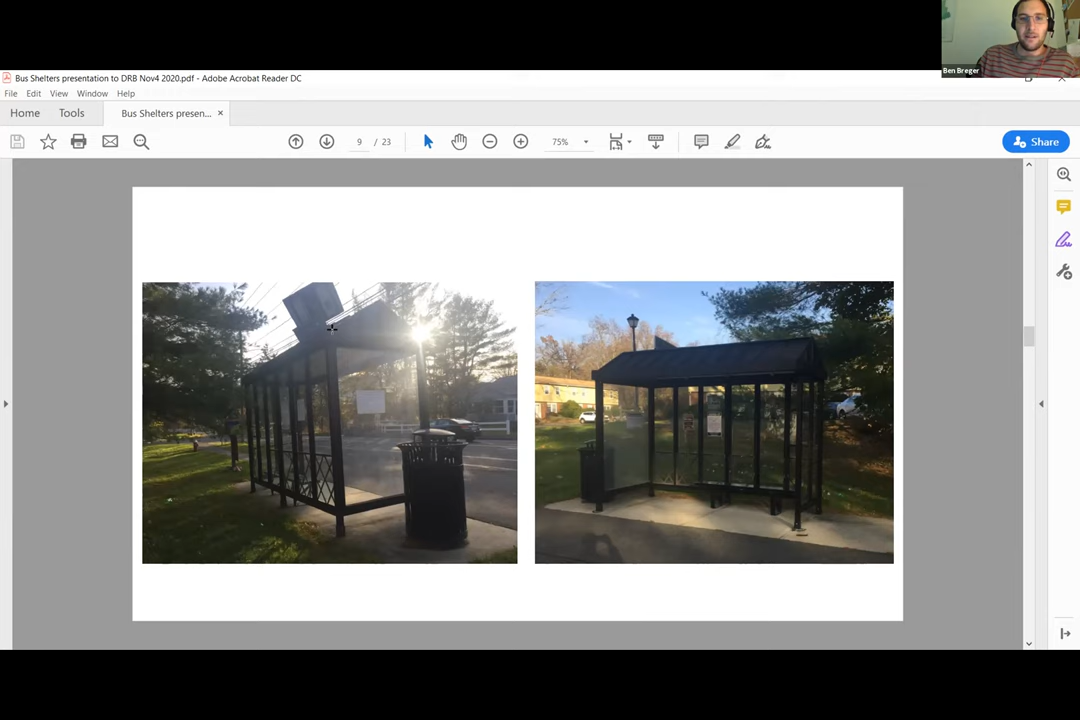 Ben Breger
Bus Shelters presentation to DRB Nov4 2020.pdf - Adobe Acrobat Reader DC
File Edit View Window Help
Home Tools Bus Shelters presen... ×
9 / 23 75% Share